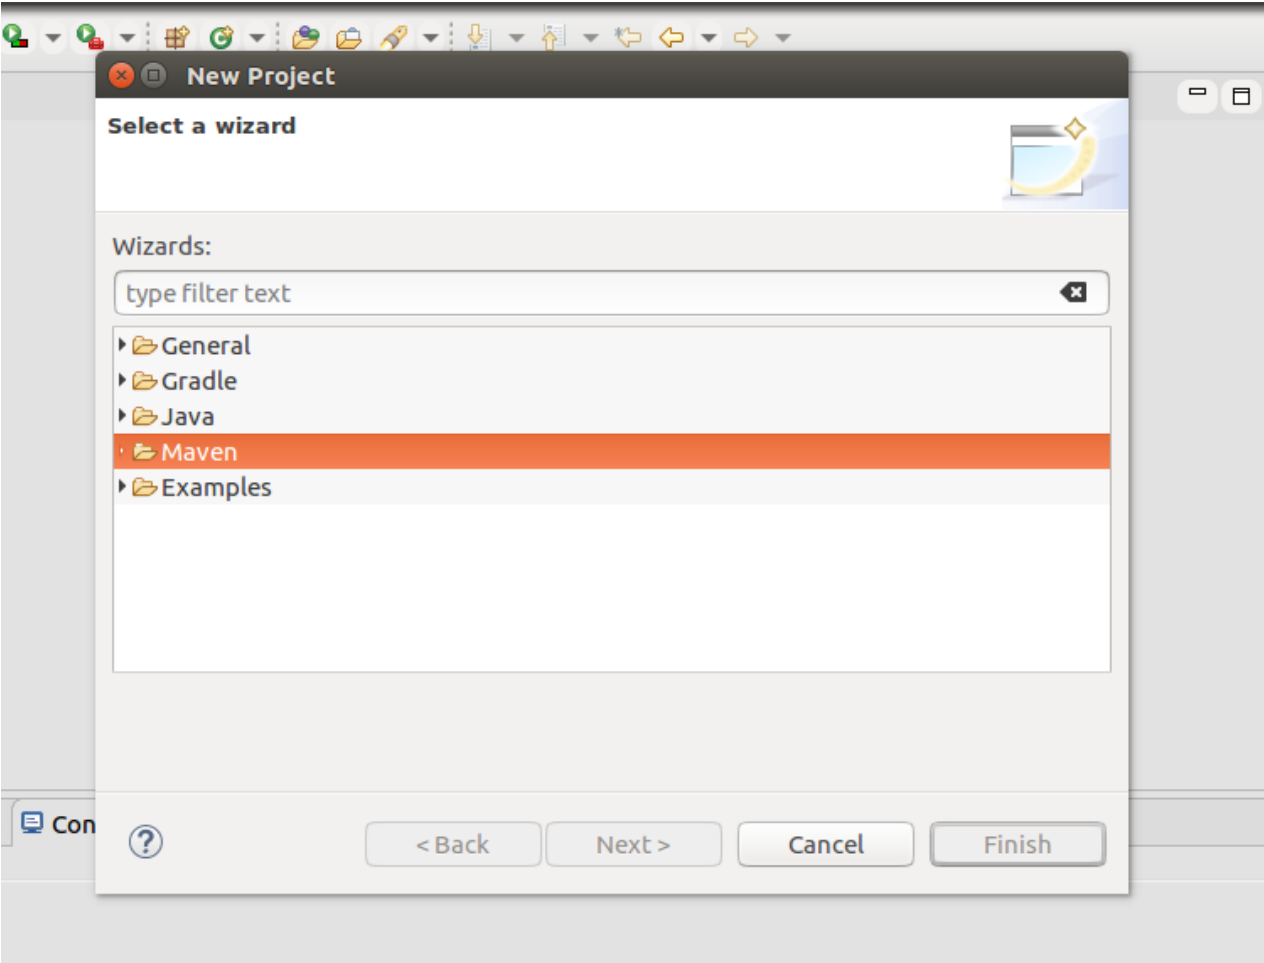 New Project
Select a wizard
Wizards:
type filter text
General
Gradle
Java
Maven
Examples
Con
< Back
Next >
Cancel
Finish